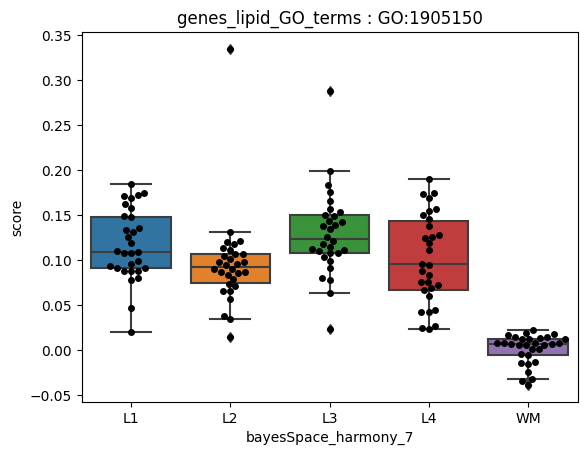 genes_lipid_GO_terms : GO:1905150
0.35
0.30
0.25
0.20
0.15
0.10
0.05
0.00
−0.05
score
L1 L2 L3 L4 WM
bayesSpace_harmony_7